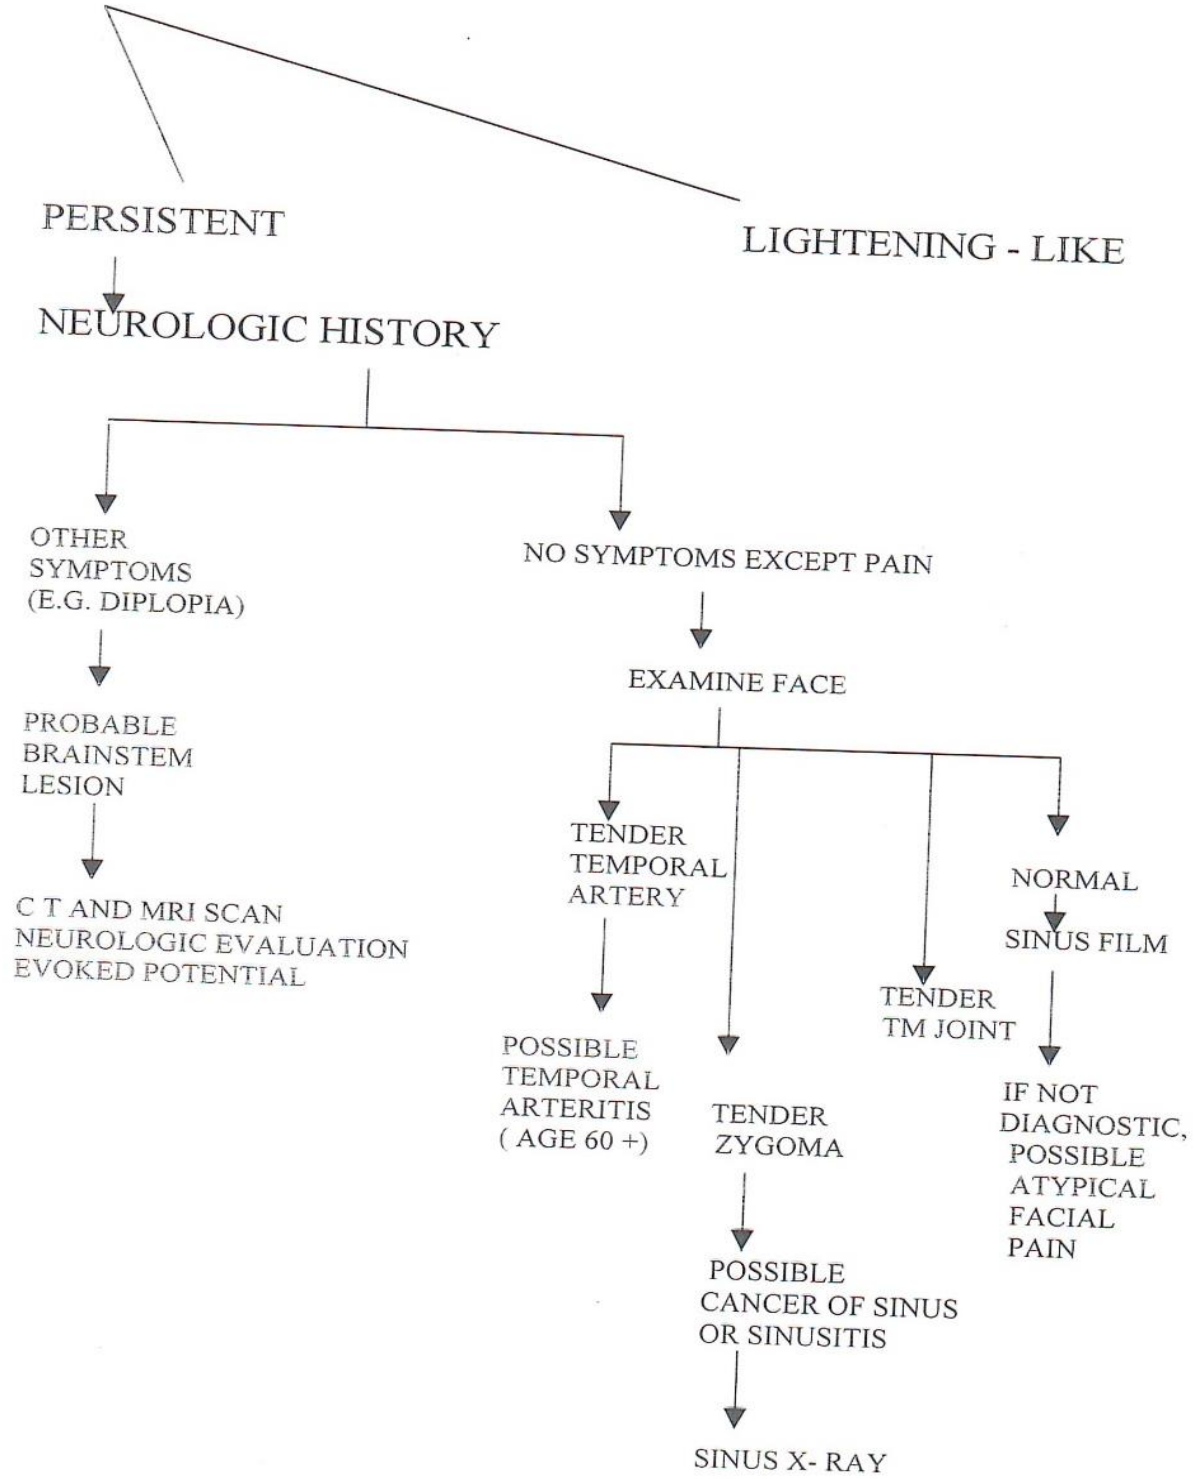 PERSISTENT
LIGHTENING - LIKE
NEUROLOGIC HISTORY
OTHER
SYMPTOMS
(E.G. DIPLOPIA)
NO SYMPTOMS EXCEPT PAIN
EXAMINE FACE
PROBABLE
BRAINSTEM
LESION
C T AND MRI SCAN
NEUROLOGIC EVALUATION
EVOKED POTENTIAL
TENDER
TEMPORAL
ARTERY
POSSIBLE
TEMPORAL
ARTERITIS
( AGE 60 +)
TENDER
ZYGOMA
POSSIBLE
CANCER OF SINUS
OR SINUSITIS
SINUS X- RAY
TENDER
TM JOINT
NORMAL
SINUS FILM
IF NOT
DIAGNOSTIC,
POSSIBLE
ATYPICAL
FACIAL
PAIN